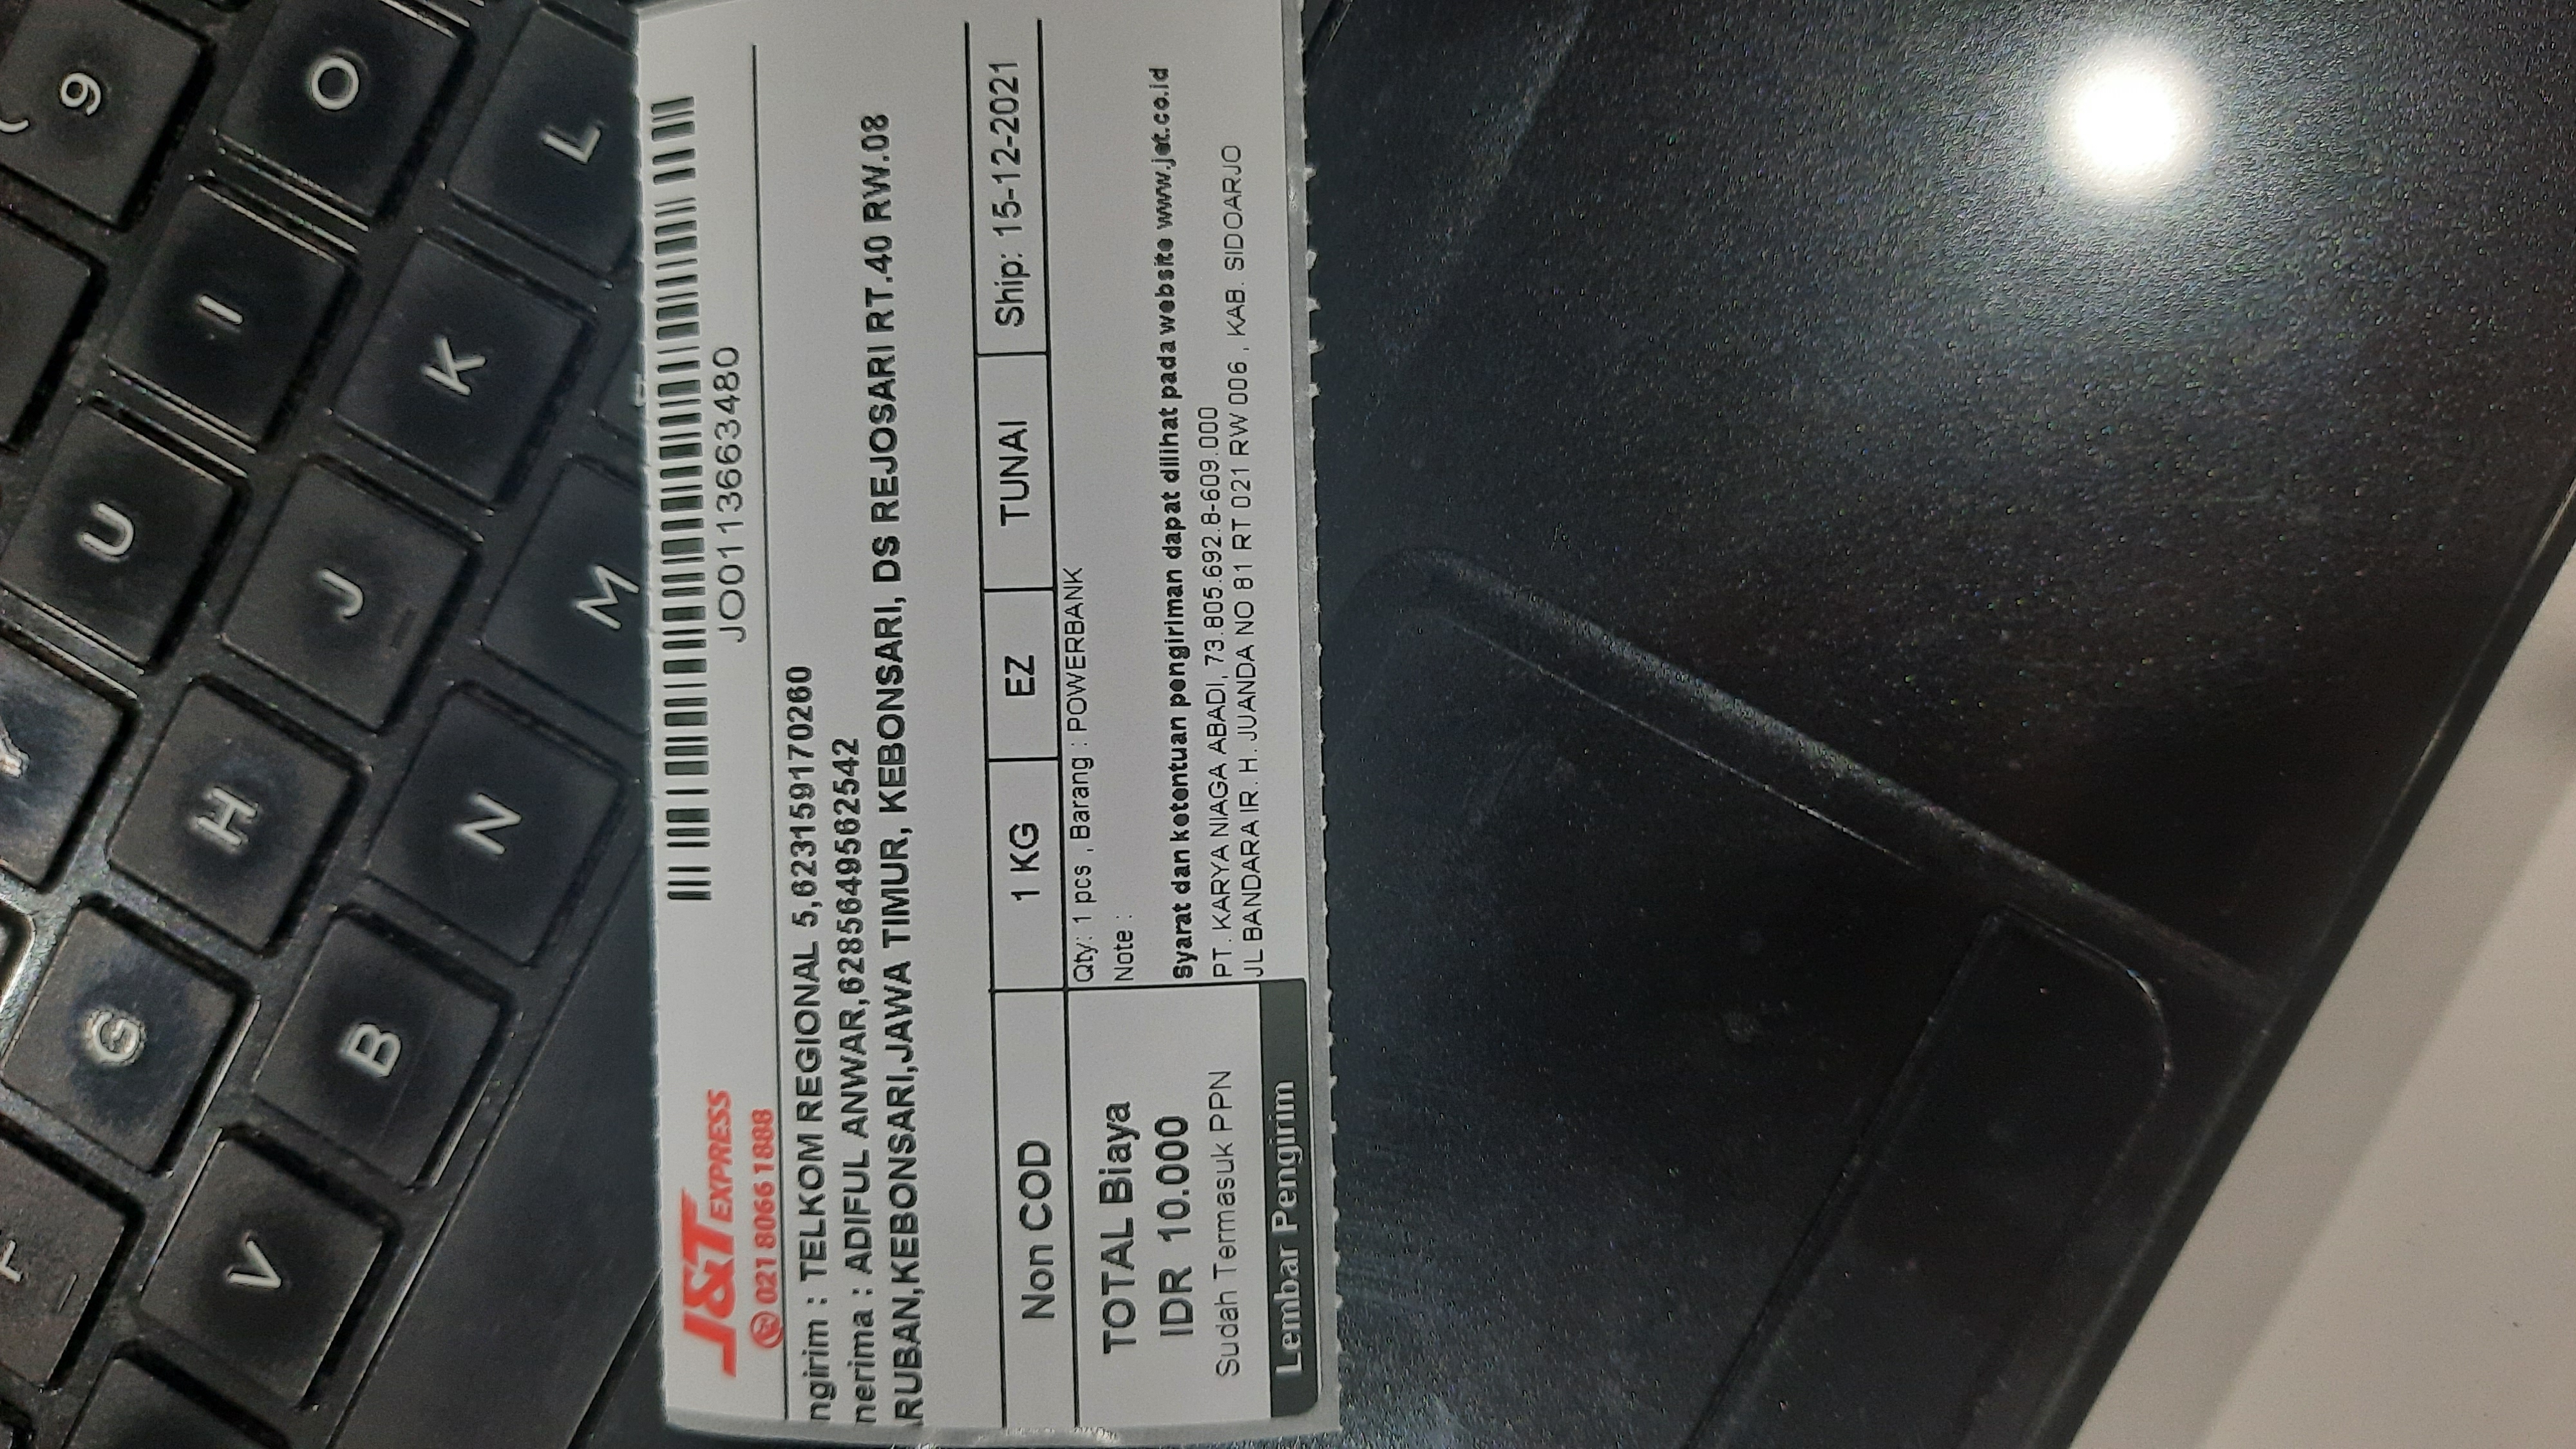 F
G
Y
U
9
V
H
I
B
J
O
N
K
M
L
J&T EXPRESS
021 8066 1888
JO0113663480
ngirim : TELKOM REGIONAL 5,623159170260
nerima : ADIFUL ANWAR,6285649562542
ARUBAN,KEBONSARI,JAWA TIMUR, KEBONSARI, DS REJOSARI RT.40 RW.08
Non COD
1 KG
EZ
TUNAI
Ship: 15-12-2021
TOTAL Biaya
IDR 10.000
Sudah Termasuk PPN
Lembar Pengirim
Qty: 1 pcs , Barang : POWERBANK
Note :
Syarat dan ketentuan pengiriman dapat dilihat pada website www.jet.co.id
PT. KARYA NIAGA ABADI, 73.805.692.8-609.000
JL BANDARA IR. H. JUANDA NO 81 RT 021 RW 006 , KAB. SIDOARJO